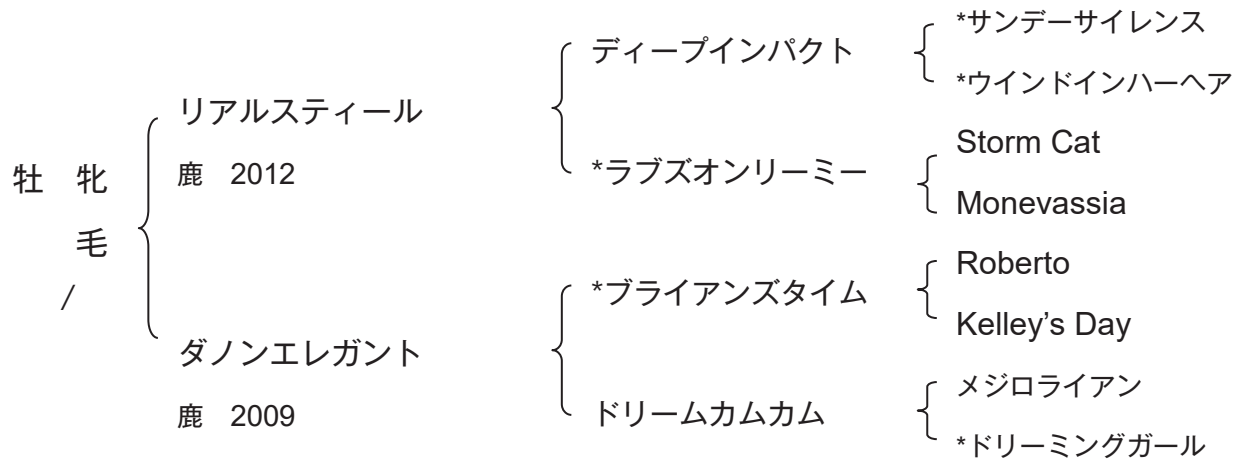 牡　牝
毛
/
リアルスティール
鹿　2012
ダノンエレガント
鹿　2009
ディープインパクト
*ラブズオンリーミー
*ブライアンズタイム
ドリームカムカム
*サンデーサイレンス
*ウインドインハーヘア
Storm Cat
Monevassia
Roberto
Kelley’s Day
メジロライアン
*ドリーミングガール